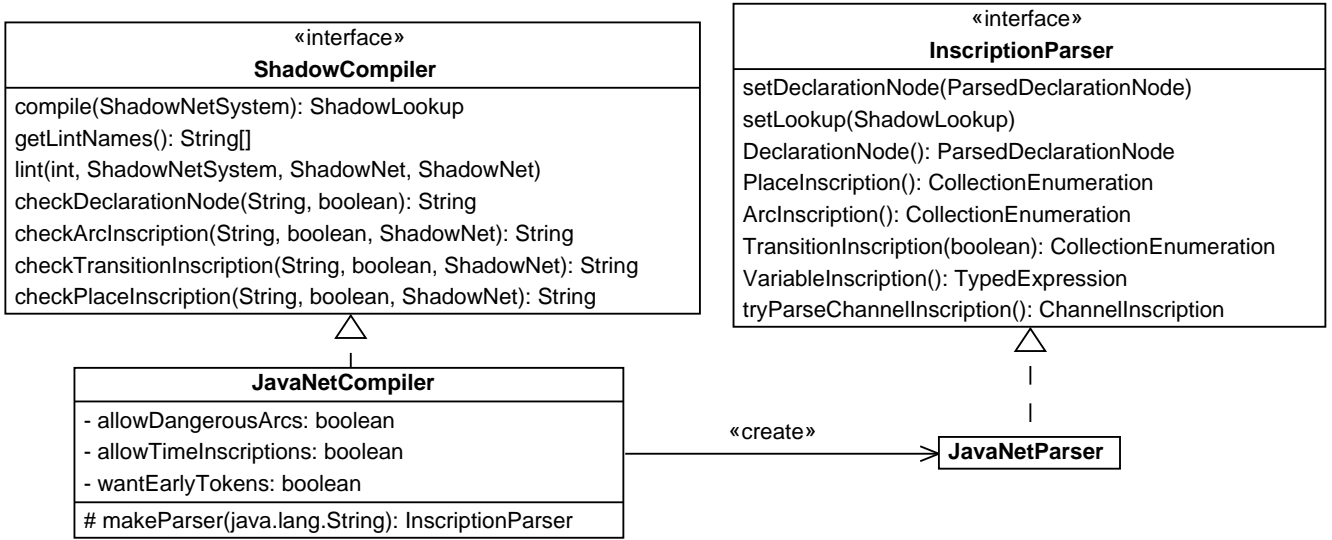 «interface»
ShadowCompiler
compile(ShadowNetSystem): ShadowLookup
getLintNames(): String[]
lint(int, ShadowNetSystem, ShadowNet, ShadowNet)
checkDeclarationNode(String, boolean): String
checkArcInscription(String, boolean, ShadowNet): String
checkTransitionInscription(String, boolean, ShadowNet): String
checkPlaceInscription(String, boolean, ShadowNet): String
«interface»
InscriptionParser
setDeclarationNode(ParsedDeclarationNode)
setLookup(ShadowLookup)
DeclarationNode(): ParsedDeclarationNode
PlaceInscription(): CollectionEnumeration
ArcInscription(): CollectionEnumeration
TransitionInscription(boolean): CollectionEnumeration
VariableInscription(): TypedExpression
tryParseChannelInscription(): ChannelInscription
JavaNetCompiler
- allowDangerousArcs: boolean
- allowTimeInscriptions: boolean
- wantEarlyTokens: boolean
# makeParser(java.lang.String): InscriptionParser
«create»
JavaNetParser